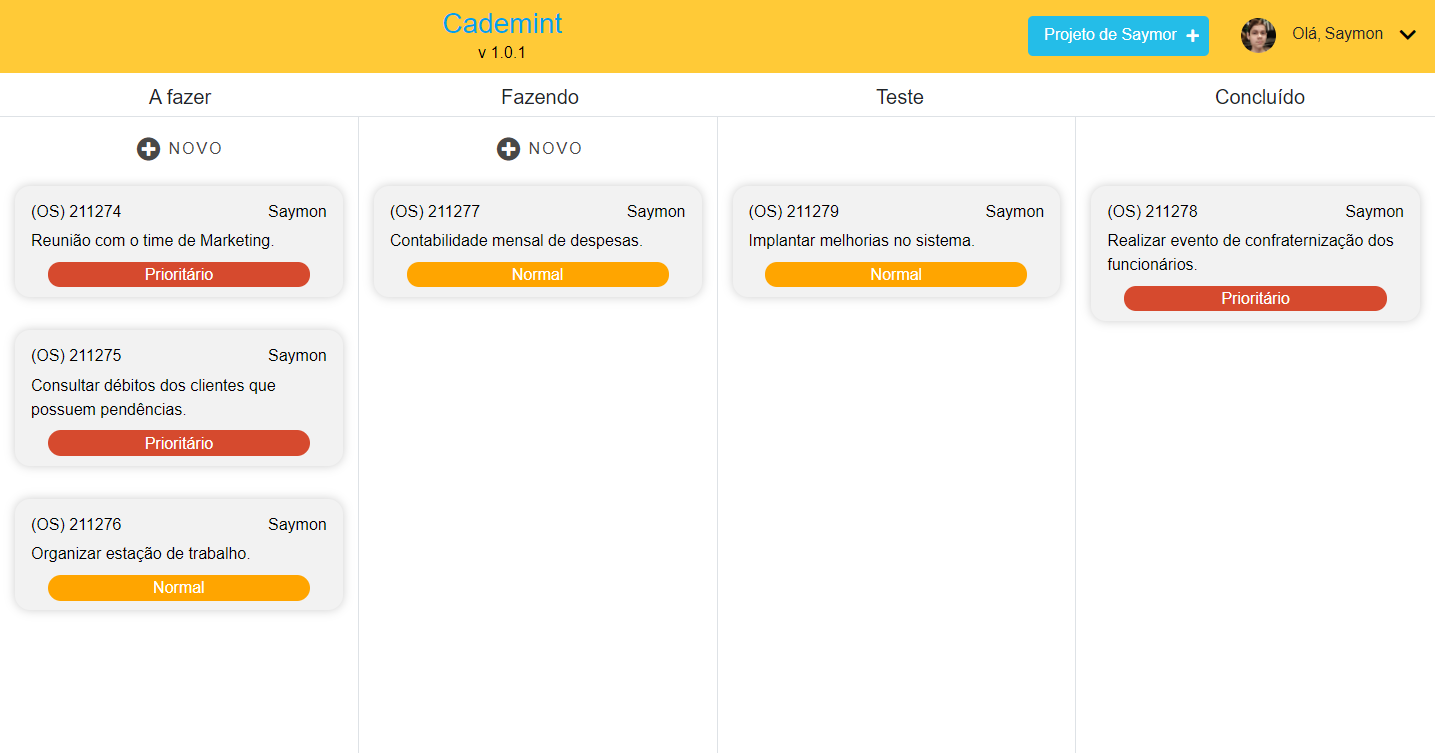 Cademint
v 1.0.1
Projeto de Saymor
Olá, Saymon
A fazer
Fazendo
Teste
Concluído
NOVO
NOVO
(OS) 211274 Saymon
Reunião com o time de Marketing.
Prioritário
(OS) 211275 Saymon
Consultar débitos dos clientes que
possuem pendências.
Prioritário
(OS) 211276 Saymon
Organizar estação de trabalho.
Normal
(OS) 211277 Saymon
Contabilidade mensal de despesas.
Normal
(OS) 211279 Saymon
Implantar melhorias no sistema.
Normal
(OS) 211278 Saymon
Realizar evento de confraternização dos
funcionários.
Prioritário